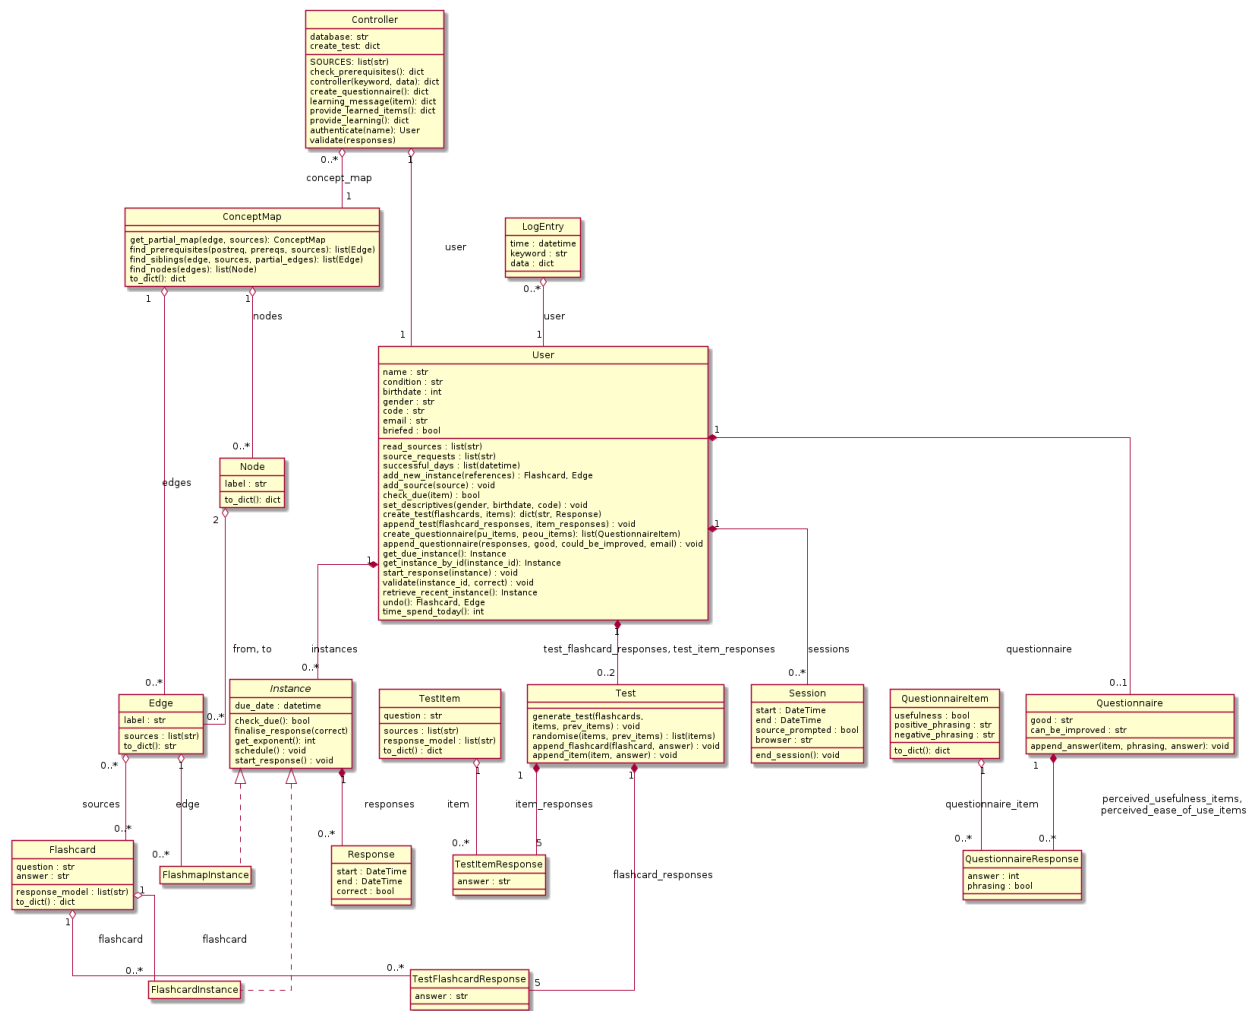 Controller
database: str
create_test: dict
SOURCES: list(str)
check_prerequisites(): dict
controller(keyword, data): dict
create_questionnaire(): dict
learning_message(item): dict
provide_learned_items(): dict
provide_learning(): dict
authenticate(name): User
validate(responses)
0..*
1
concept_map
1
ConceptMap
get_partial_map(edge, sources): ConceptMap
find_prerequisites(postreq, prereqs, sources): list(Edge)
find_siblings(edge, sources, partial_edges): list(Edge)
find_nodes(edges): list(Node)
to_dict(): dict
user
LogEntry
time : datetime
keyword : str
data : dict
0..*
user
1
1
1
1
nodes
User
name : str
condition : str
birthdate : int
gender : str
code : str
email : str
briefed : bool
read_sources : list(str)
source_requests : list(str)
successful_days : list(datetime)
add_new_instance(references) : Flashcard, Edge
add_source(source) : void
check_due(item) : bool
set_descriptives(gender, birthdate, code) : void
create_test(flashcards, items): dict(str, Response)
append_test(flashcard_responses, item_responses) : void
create_questionnaire(pu_items, peou_items): list(QuestionnaireItem)
append_questionnaire(responses, good, could_be_improved, email) : void
get_due_instance(): Instance
get_instance_by_id(instance_id): Instance
start_response(instance) : void
validate(instance_id, correct) : void
retrieve_recent_instance(): Instance
undo(): Flashcard, Edge
time_spend_today(): int
1
1
1
1
0..*
Node
label : str
to_dict(): dict
2
edges
from, to
instances
test_flashcard_responses, test_item_responses
sessions
questionnaire
0..*
0..*
0..*
0..2
0..*
0..1
Edge
label : str
sources : list(str)
to_dict(): str
Instance
due_date : datetime
check_due(): bool
finalise_response(correct)
get_exponent(): int
schedule() : void
start_response() : void
TestItem
question : str
sources : list(str)
response_model : list(str)
to_dict() : dict
Test
generate_test(flashcards,
items, prev_items) : void
randomise(items, prev_items) : list(items)
append_flashcard(flashcard, answer) : void
append_item(item, answer) : void
Session
start : DateTime
end : DateTime
source_prompted : bool
browser : str
end_session(): void
QuestionnaireItem
usefulness : bool
positive_phrasing : str
negative_phrasing : str
to_dict(): dict
Questionnaire
good : str
can_be_improved : str
append_answer(item, phrasing, answer): void
0..*
1
1
1
1
1
1
1
sources
edge
responses
item
item_responses
questionnaire_item
perceived_usefulness_items,
perceived_ease_of_use_items
0..*
0..*
0..*
0..*
5
0..*
0..*
Flashcard
question : str
answer : str
response_model : list(str)
to_dict() : dict
FlashmapInstance
Response
start : DateTime
end : DateTime
correct : bool
TestItemResponse
answer : str
QuestionnaireResponse
answer : int
phrasing : bool
1
1
flashcard_responses
flashcard
flashcard
0..*
0..*
5
FlashcardInstance
TestFlashcardResponse
answer : str